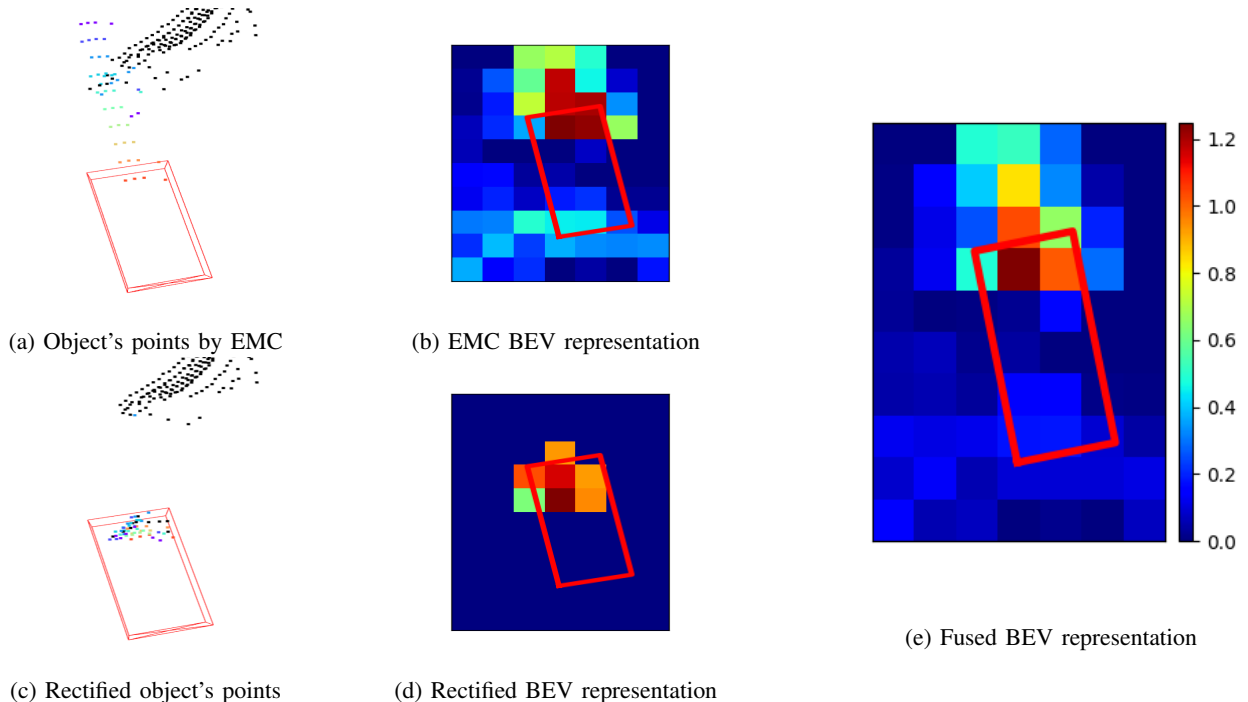 (a) Object's points by EMC
(b) EMC BEV representation
(c) Rectified object's points
(d) Rectified BEV representation
1.2
1.0
0.8
0.6
0.4
0.2
0.0
(e) Fused BEV representation